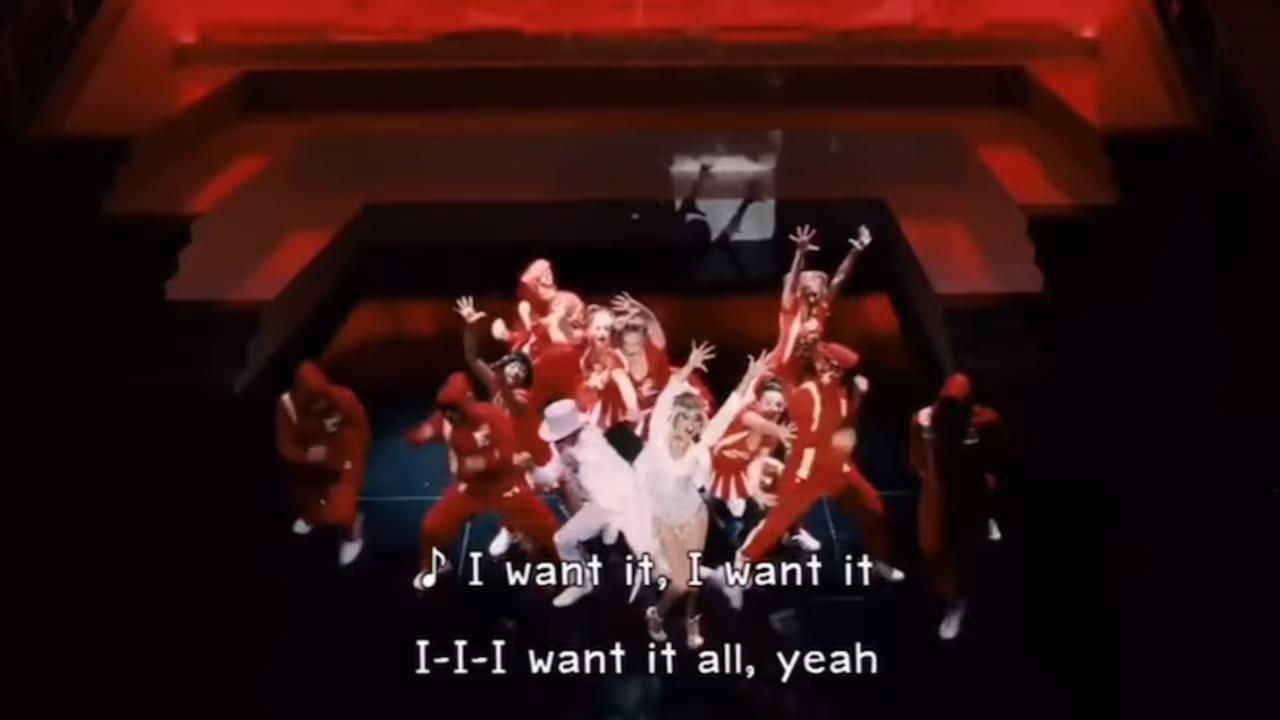 ♪ I want it, I want it
I-I-I want it all, yeah